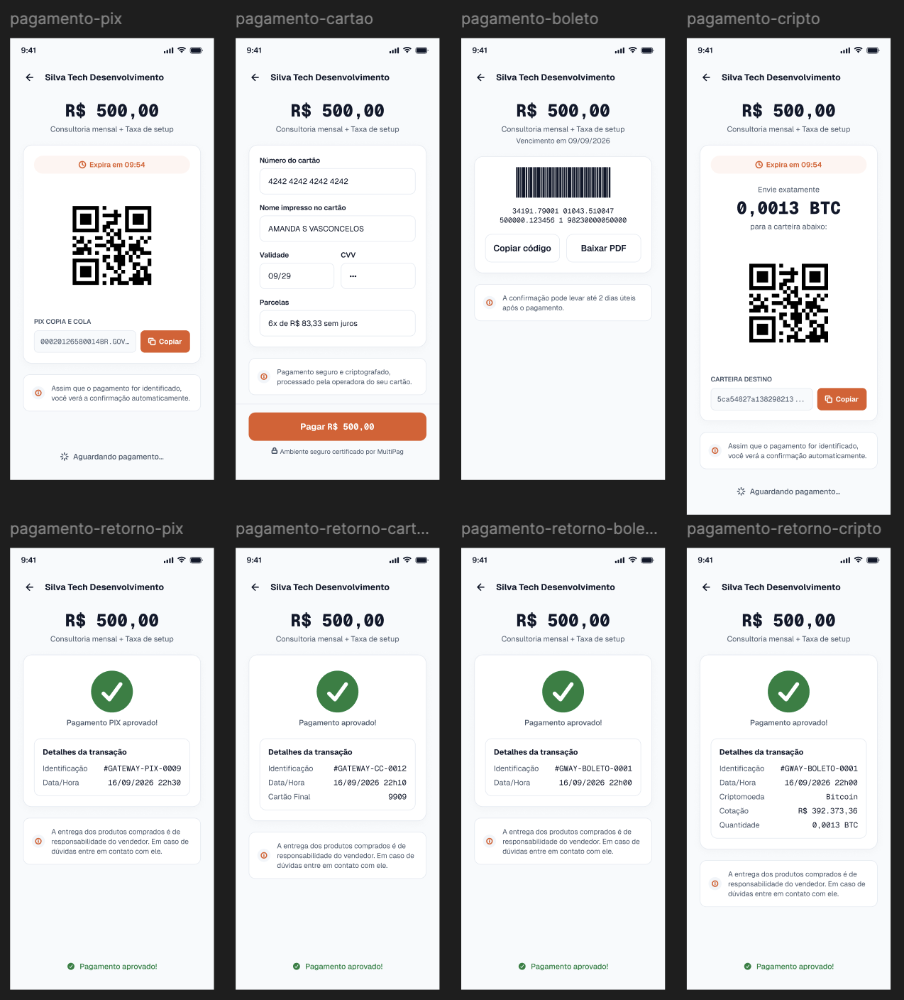 pagamento-pix
9:41
Silva Tech Desenvolvimento
R$ 500,00
Consultoria mensal + Taxa de setup
Expira em 09:54
PIX COPIA E COLA
00020126580014BR.GOV...
Copiar
Assim que o pagamento for identificado,
você verá a confirmação automaticamente.
Aguardando pagamento...
pagamento-cartao
9:41
Silva Tech Desenvolvimento
R$ 500,00
Consultoria mensal + Taxa de setup
Número do cartão
4242 4242 4242 4242
Nome impresso no cartão
AMANDA S VASCONCELOS
Validade
CVV
09/29
•••
Parcelas
6x de R$ 83,33 sem juros
Pagamento seguro e criptografado,
processado pela operadora do seu cartão.
Pagar R$ 500,00
Ambiente seguro certificado por MultiPag
pagamento-boleto
9:41
Silva Tech Desenvolvimento
R$ 500,00
Consultoria mensal + Taxa de setup
Vencimento em 09/09/2026
34191.79001 01043.510047
500000.123456 1 98230000050000
Copiar código
Baixar PDF
A confirmação pode levar até 2 dias úteis
após o pagamento.
pagamento-cripto
9:41
Silva Tech Desenvolvimento
R$ 500,00
Consultoria mensal + Taxa de setup
Expira em 09:54
Envie exatamente
0,0013 BTC
para a carteira abaixo:
CARTEIRA DESTINO
5ca54827a138298213 ...
Copiar
Assim que o pagamento for identificado,
você verá a confirmação automaticamente.
Aguardando pagamento...
pagamento-retorno-pix
9:41
Silva Tech Desenvolvimento
R$ 500,00
Consultoria mensal + Taxa de setup
Pagamento PIX aprovado!
Detalhes da transação
Identificação #GATEWAY-PIX-0009
Data/Hora 16/09/2026 22h30
A entrega dos produtos comprados é de
responsabilidade do vendedor. Em caso de
dúvidas entre em contato com ele.
Pagamento aprovado!
pagamento-retorno-cart...
9:41
Silva Tech Desenvolvimento
R$ 500,00
Consultoria mensal + Taxa de setup
Pagamento aprovado!
Detalhes da transação
Identificação #GATEWAY-CC-0012
Data/Hora 16/09/2026 22h10
Cartão Final 9909
A entrega dos produtos comprados é de
responsabilidade do vendedor. Em caso de
dúvidas entre em contato com ele.
Pagamento aprovado!
pagamento-retorno-bole...
9:41
Silva Tech Desenvolvimento
R$ 500,00
Consultoria mensal + Taxa de setup
Pagamento aprovado!
Detalhes da transação
Identificação #GWAY-BOLETO-0001
Data/Hora 16/09/2026 22h00
A entrega dos produtos comprados é de
responsabilidade do vendedor. Em caso de
dúvidas entre em contato com ele.
Pagamento aprovado!
pagamento-retorno-cripto
9:41
Silva Tech Desenvolvimento
R$ 500,00
Consultoria mensal + Taxa de setup
Pagamento aprovado!
Detalhes da transação
Identificação #GWAY-BOLETO-0001
Data/Hora 16/09/2026 22h00
Criptomoeda Bitcoin
Cotação R$ 392.373,36
Quantidade 0,0013 BTC
A entrega dos produtos comprados é de
responsabilidade do vendedor. Em caso de
dúvidas entre em contato com ele.
Pagamento aprovado!